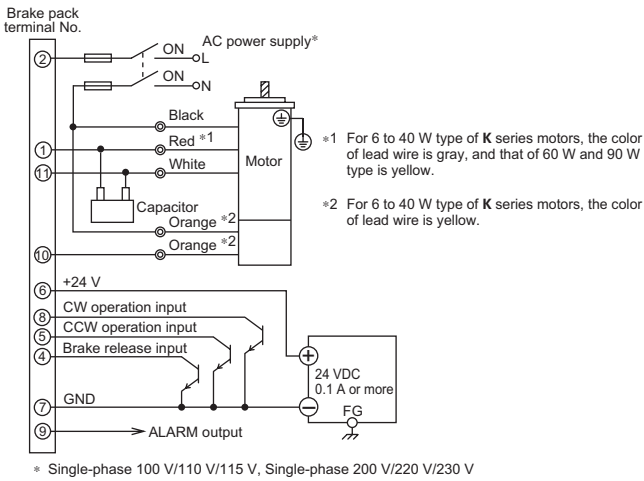 Brake pack
terminal No.
AC power supply*
2
ON
L
ON
N
Black
1
Red *1
11
White
Motor
Capacitor
Orange *2
10
Orange *2
*1 For 6 to 40 W type of K series motors, the color
of lead wire is gray, and that of 60 W and 90 W
type is yellow.
*2 For 6 to 40 W type of K series motors, the color
of lead wire is yellow.
6
+24 V
8
CW operation input
5
CCW operation input
4
Brake release input
24 VDC
0.1 A or more
7
GND
FG
9
ALARM output
* Single-phase 100 V/110 V/115 V, Single-phase 200 V/220 V/230 V